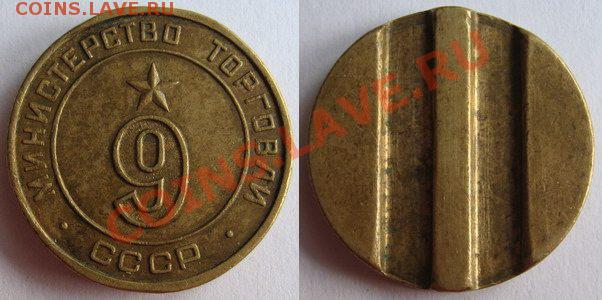 COINS.LAVE.RU
МИНИСТЕРСТВО ТОРГОВЛИ
9
· СССР ·
COINS.LAVE.RU